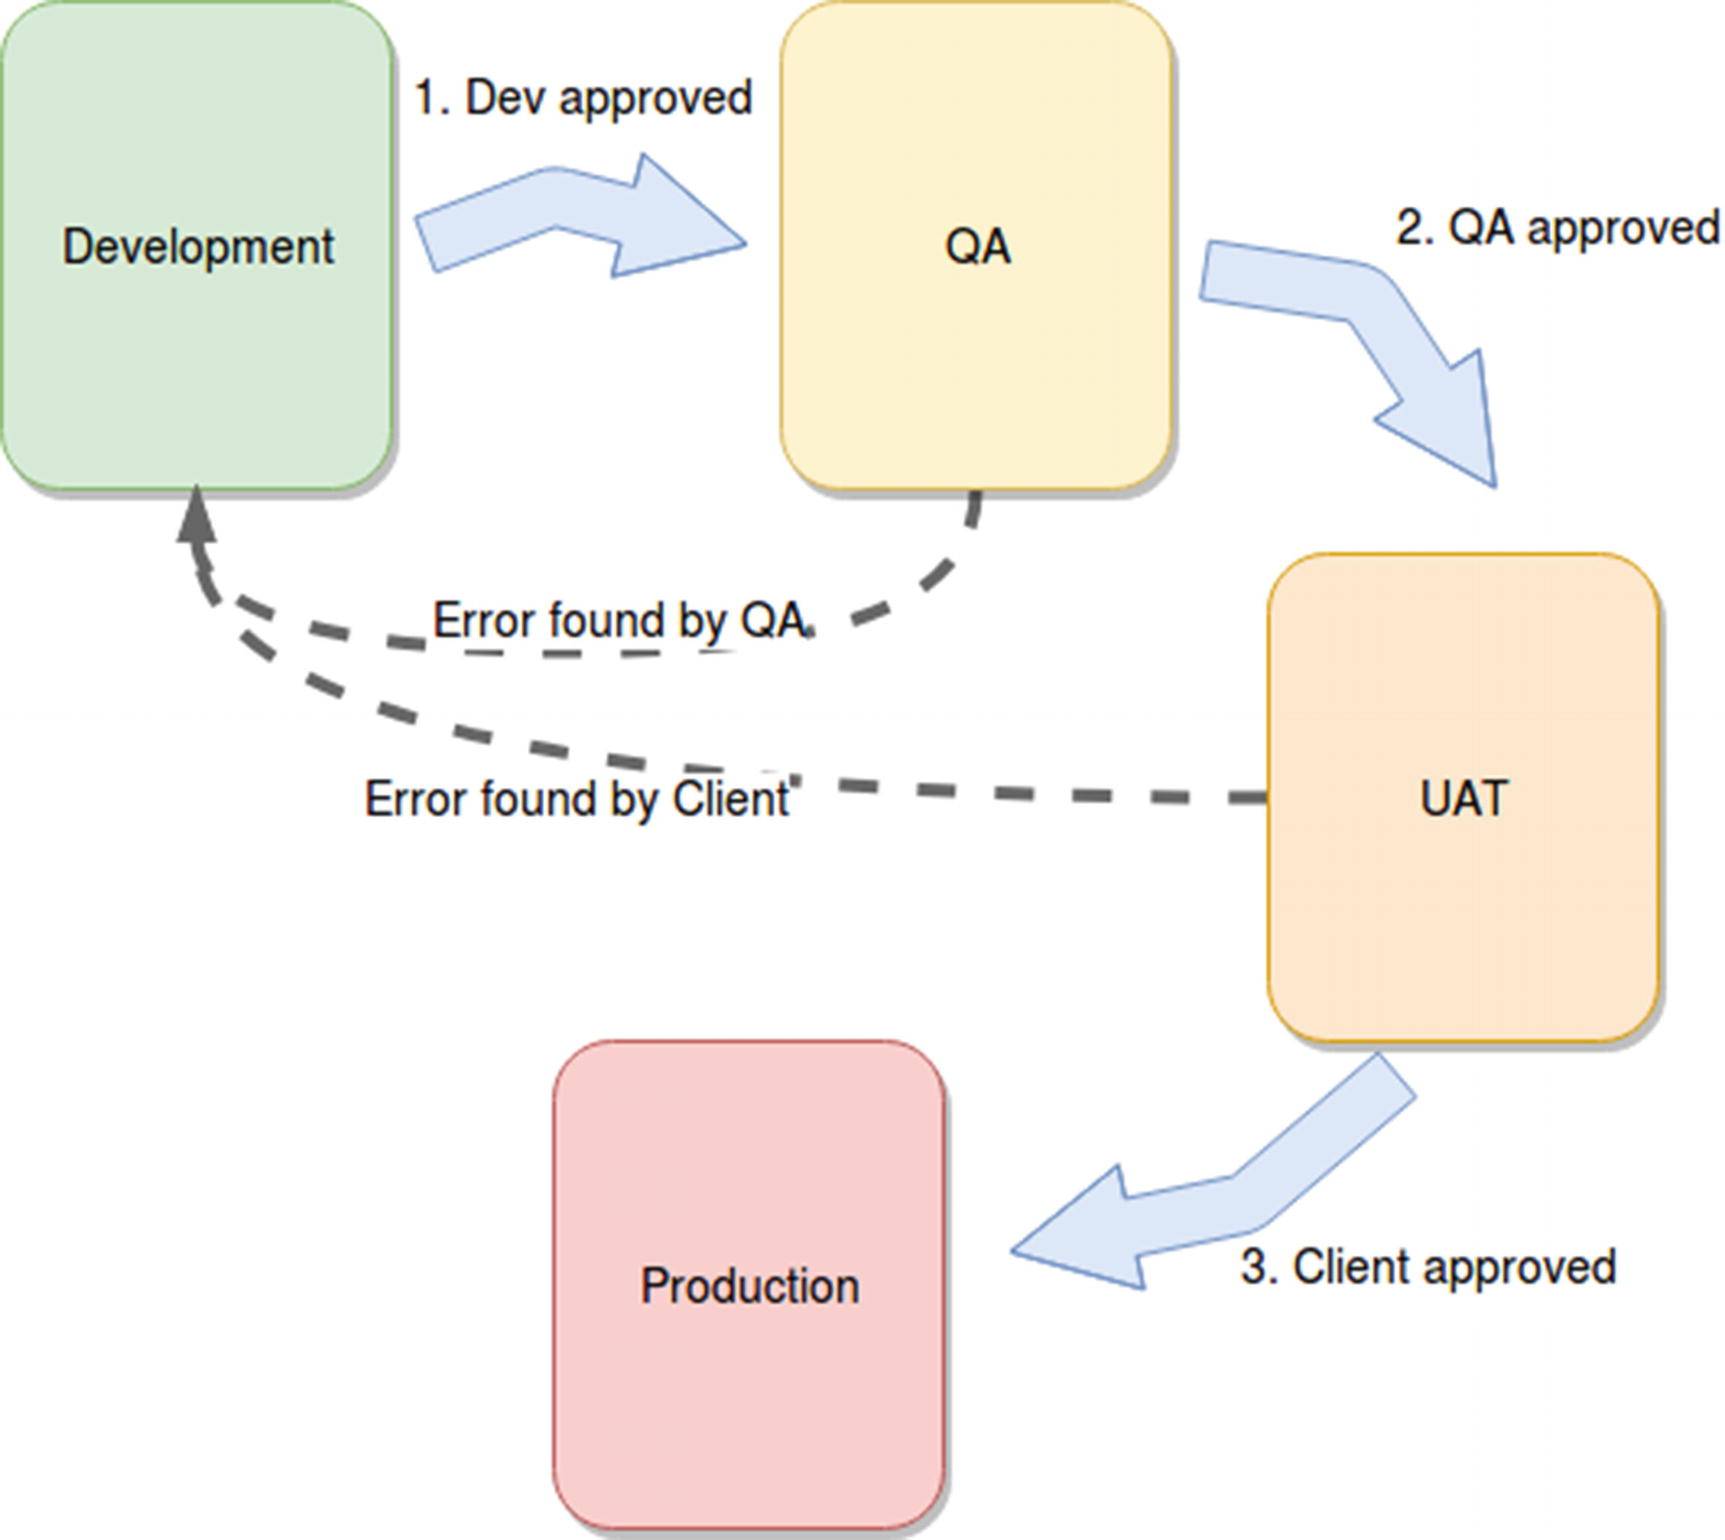 1. Dev approved
Development
QA
2. QA approved
Error found by QA
Error found by Client
UAT
3. Client approved
Production